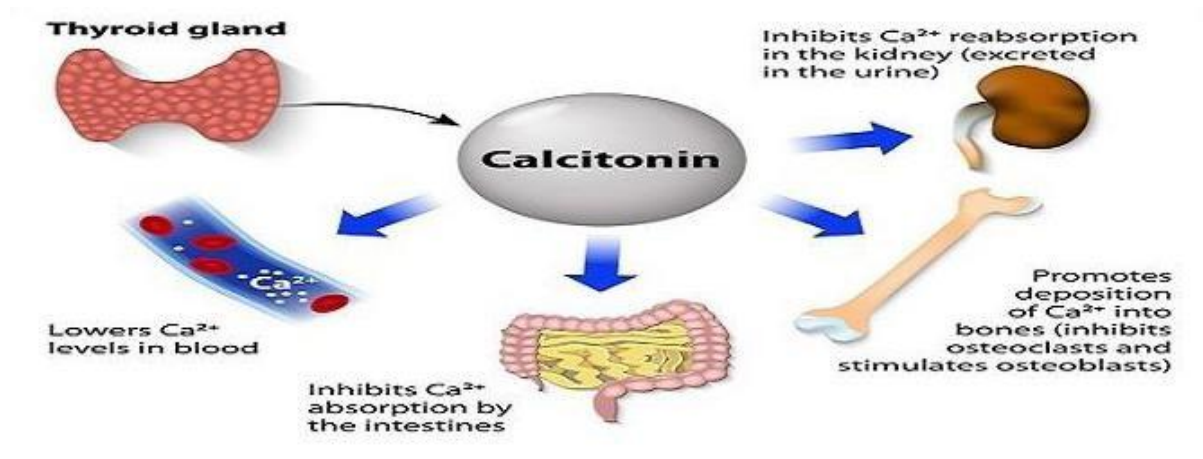 Thyroid gland
Calcitonin
Inhibits Ca²⁺ reabsorption
in the kidney (excreted
in the urine)
Ca²⁺
Lowers Ca²⁺
levels in blood
Inhibits Ca²⁺
absorption by
the intestines
Promotes
deposition
of Ca²⁺ into
bones (inhibits
osteoclasts and
stimulates osteoblasts)